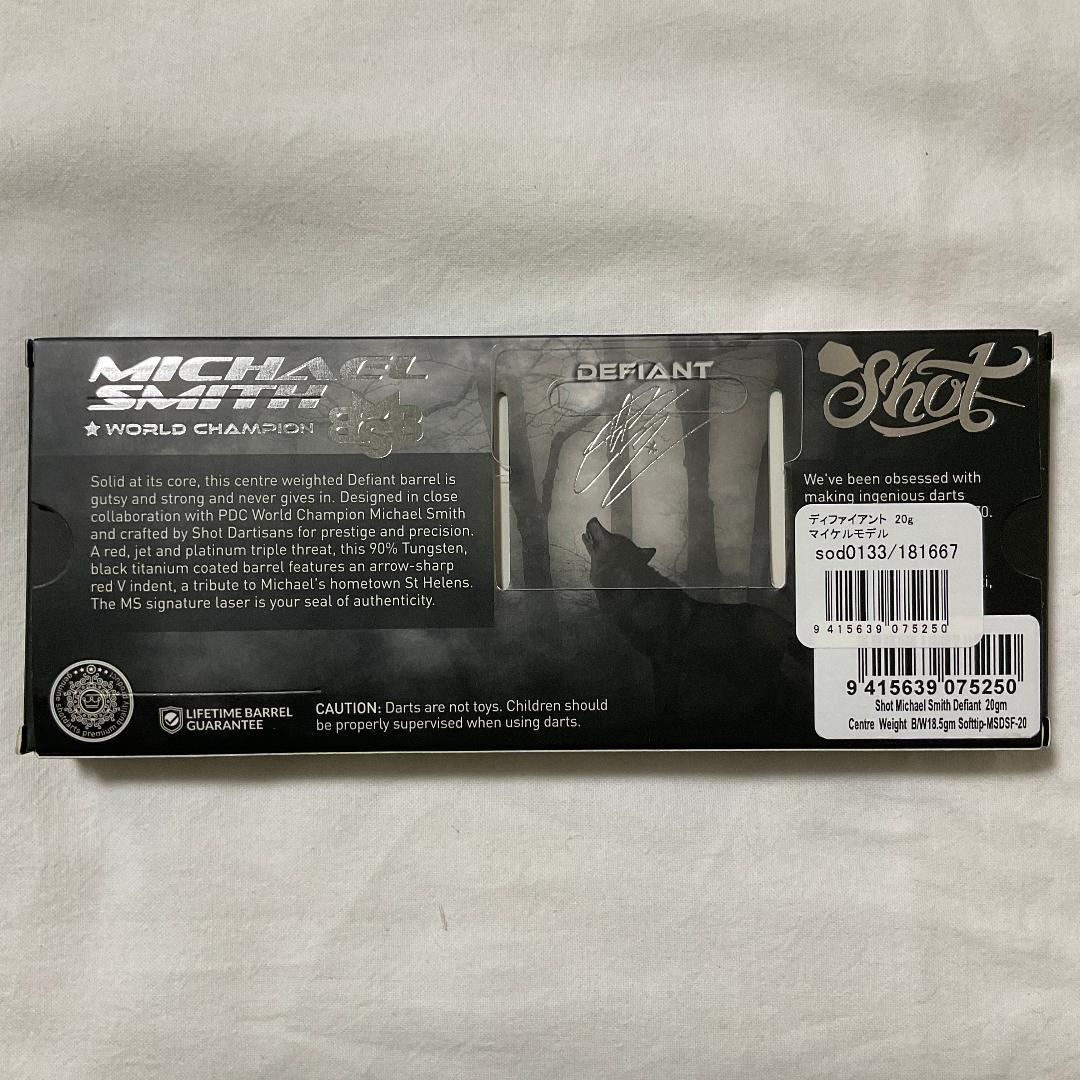 MICHAEL
SMITH
WORLD CHAMPION
Solid at its core, this centre weighted Defiant barrel is
gutsy and strong and never gives in. Designed in close
collaboration with PDC World Champion Michael Smith
and crafted by Shot Dartisans for prestige and precision.
A red, jet and platinum triple threat, this 90% Tungsten,
black titanium coated barrel features an arrow-sharp
red V indent, a tribute to Michael's hometown St Helens.
The MS signature laser is your seal of authenticity.
genuine shotdarts premium quality product
LIFETIME BARREL
GUARANTEE
CAUTION: Darts are not toys. Children should
be properly supervised when using darts.
DEFIANT
Shot
We've been obsessed with
making ingenious darts
ディファイアント 20g
マイケルモデル
sod0133/181667
9 415639 075250
9 415639 075250
Shot Michael Smith Defiant 20gm
Centre Weight B/W18.5gm Softtip-MSDSF-20